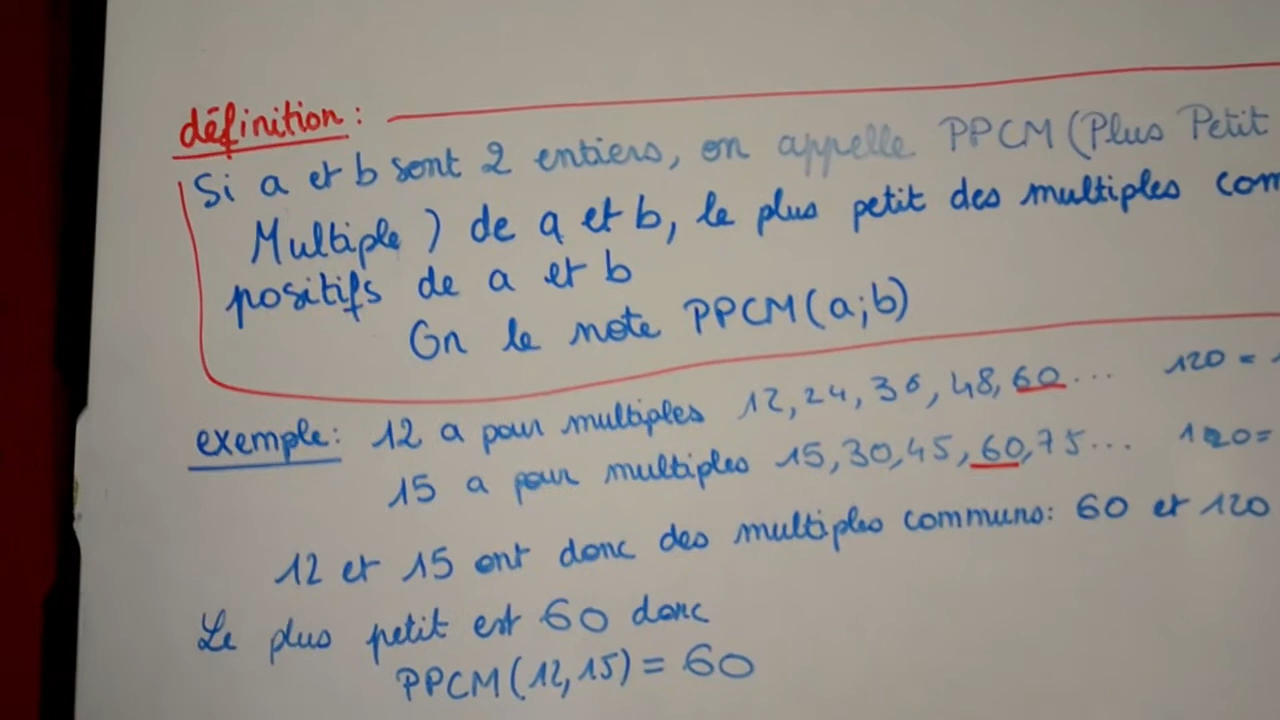 définition :
Si a et b sont 2 entiers, on appelle PPCM (Plus Petit
Multiple) de a et b, le plus petit des multiples com
positifs de a et b
On le note PPCM(a;b)
exemple: 12 a pour multiples 12, 24, 36, 48, 60... 120 =
15 a pour multiples 15, 30, 45, 60, 75... 120=
12 et 15 ont donc des multiples communs: 60 et 120
Le plus petit est 60 donc
PPCM(12,15) = 60